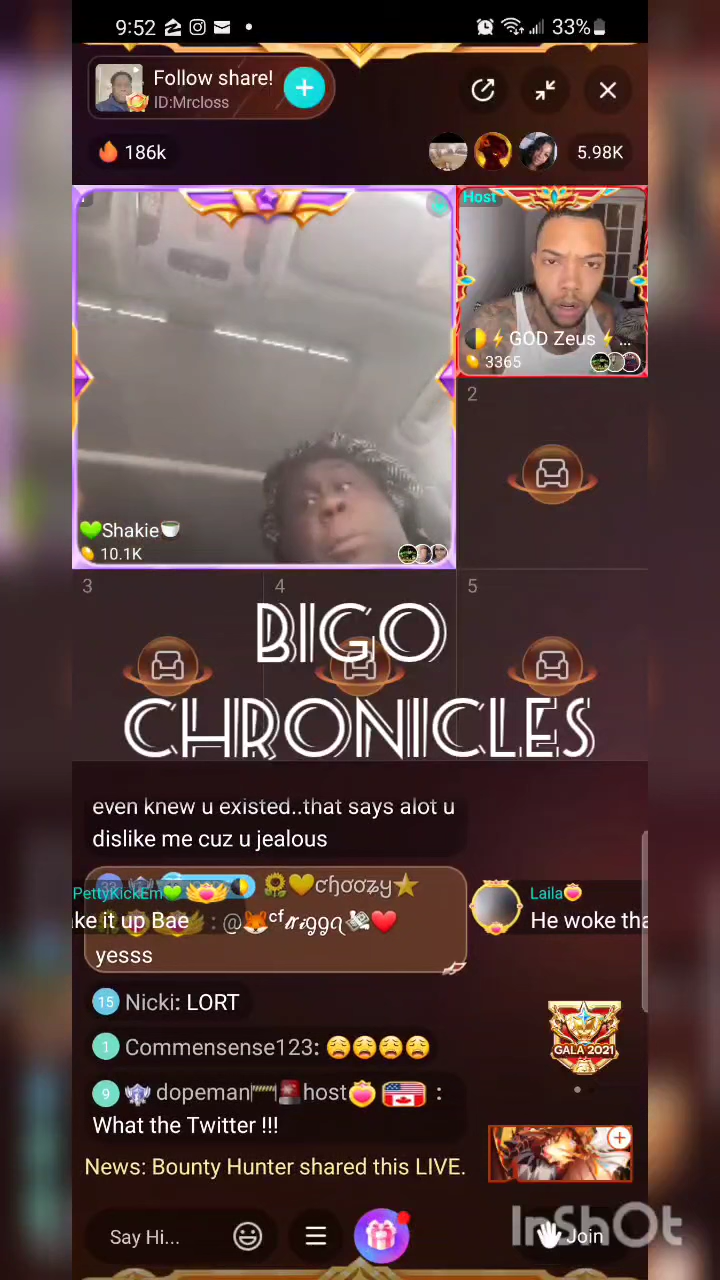 9:52
33%
Follow share!
ID:Mrcloss
186k
5.98K
Host
GOD Zeus ...
3365
2
Shakie
10.1K
3 4 5
BIGO
CHRONICLES
even knew u existed..that says alot u
dislike me cuz u jealous
PettyKickEm
ke it up Bae
Laila
He woke tha
yesss
15 Nicki: LORT
1 Commensense123:
9 dopeman host :
What the Twitter !!!
GALA 2021
News: Bounty Hunter shared this LIVE.
Say Hi...
Join
InShOt